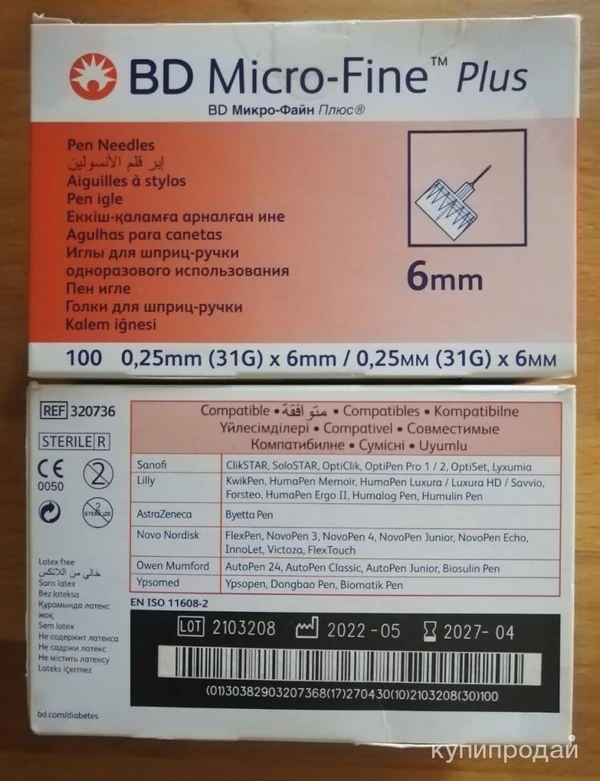 BD Micro-Fine™ Plus
BD Микро-Файн Плюс®
Pen Needles
إبر قلم الأنسولين
Aiguilles à stylos
Pen igle
Еккіш-қаламға арналған ине
Agulhas para canetas
Иглы для шприц-ручки
одноразового использования
Пен игле
Голки для шприц-ручки
Kalem iğnesi
6mm
100 0,25mm (31G) x 6mm / 0,25мм (31G) x 6мм
REF 320736
STERILE R
CE
0050
2
2
STERILIZE
Latex free
خالي من اللاتكس
Sans latex
Bez lateksa
Құрамында латекс
жоқ
Sem latex
Не содержит латекса
Не садржи латекс
Не містить латексу
Lateks içermez
bd.com/diabetes
Compatible • متوافقة • Compatibles • Kompatibilne
Үйлесімділері • Compativel • Совместимые
Компатибилне • Сумісні • Uyumlu
Sanofi ClikSTAR, SoloSTAR, OptiClik, OptiPen Pro 1 / 2, OptiSet, Lyxumia
Lilly KwikPen, HumaPen Memoir, HumaPen Luxura / Luxura HD / Savvio,
Forsteo, HumaPen Ergo II, Humalog Pen, Humulin Pen
AstraZeneca Byetta Pen
Novo Nordisk FlexPen, NovoPen 3, NovoPen 4, NovoPen Junior, NovoPen Echo,
InnoLet, Victoza, FlexTouch
Owen Mumford AutoPen 24, AutoPen Classic, AutoPen Junior, Biosulin Pen
Ypsomed Ypsopen, Dongbao Pen, Biomatik Pen
EN ISO 11608-2
LOT 2103208 2022-05 2027-04
(01)30382903207368(17)270430(10)2103208(30)100
купипродай